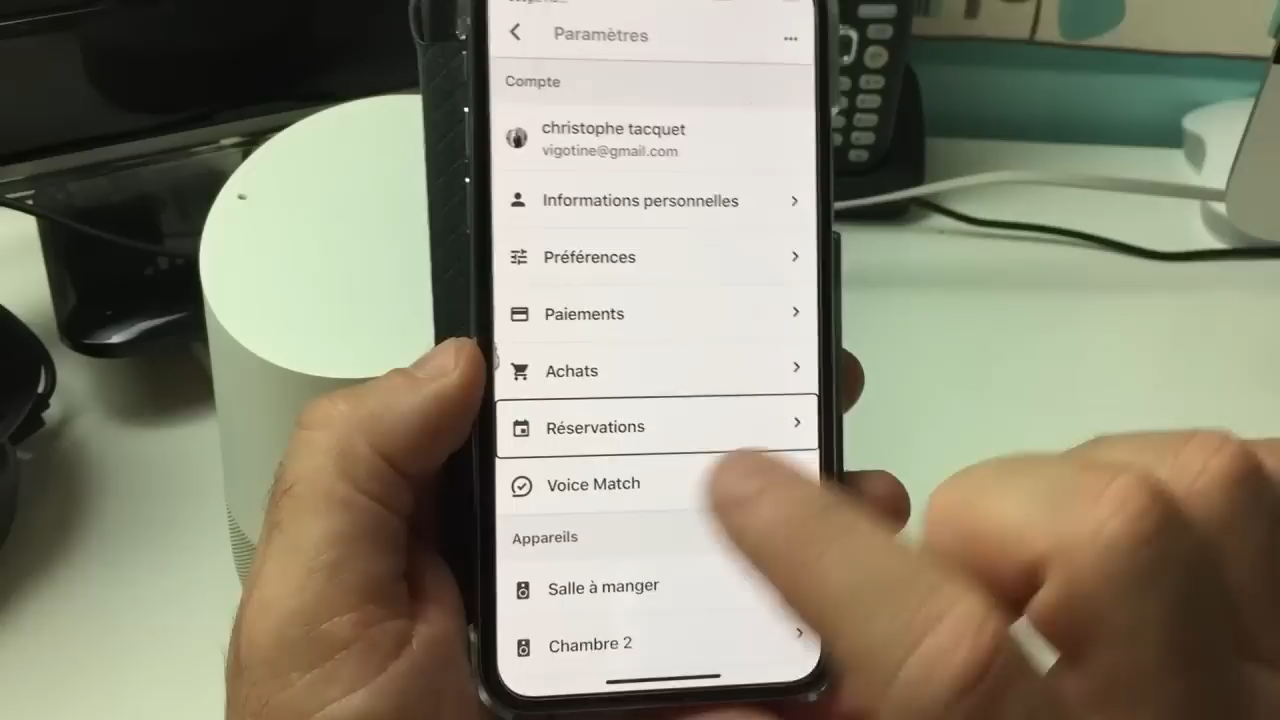 Paramètres
Compte
christophe tacquet
vigotine@gmail.com
Informations personnelles
Préférences
Paiements
Achats
Réservations
Voice Match
Appareils
Salle à manger
Chambre 2